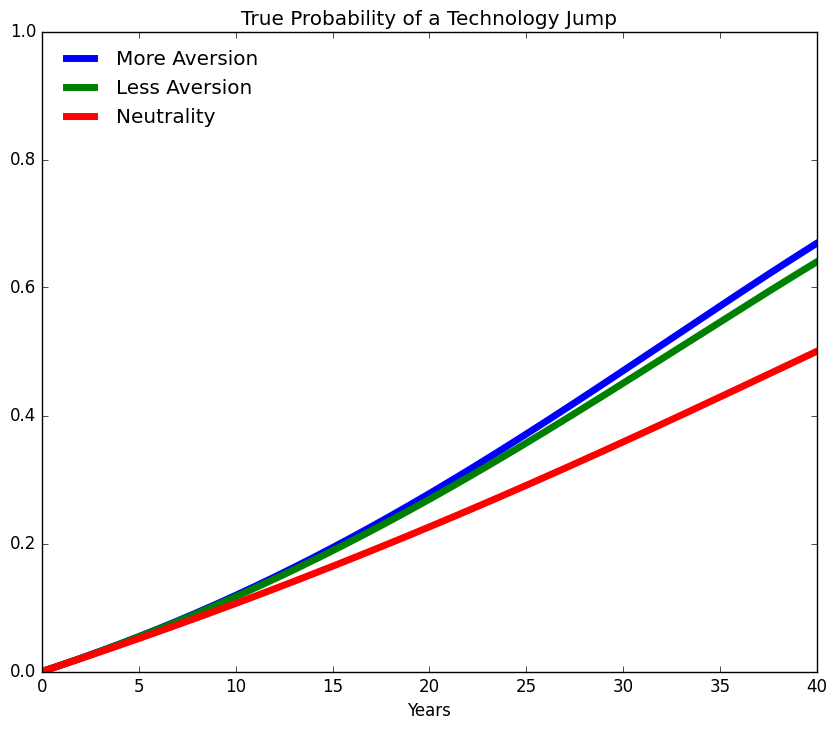 True Probability of a Technology Jump
1.0
More Aversion
Less Aversion
Neutrality
0.8
0.6
0.4
0.2
0.0
0 5 10 15 20 25 30 35 40
Years